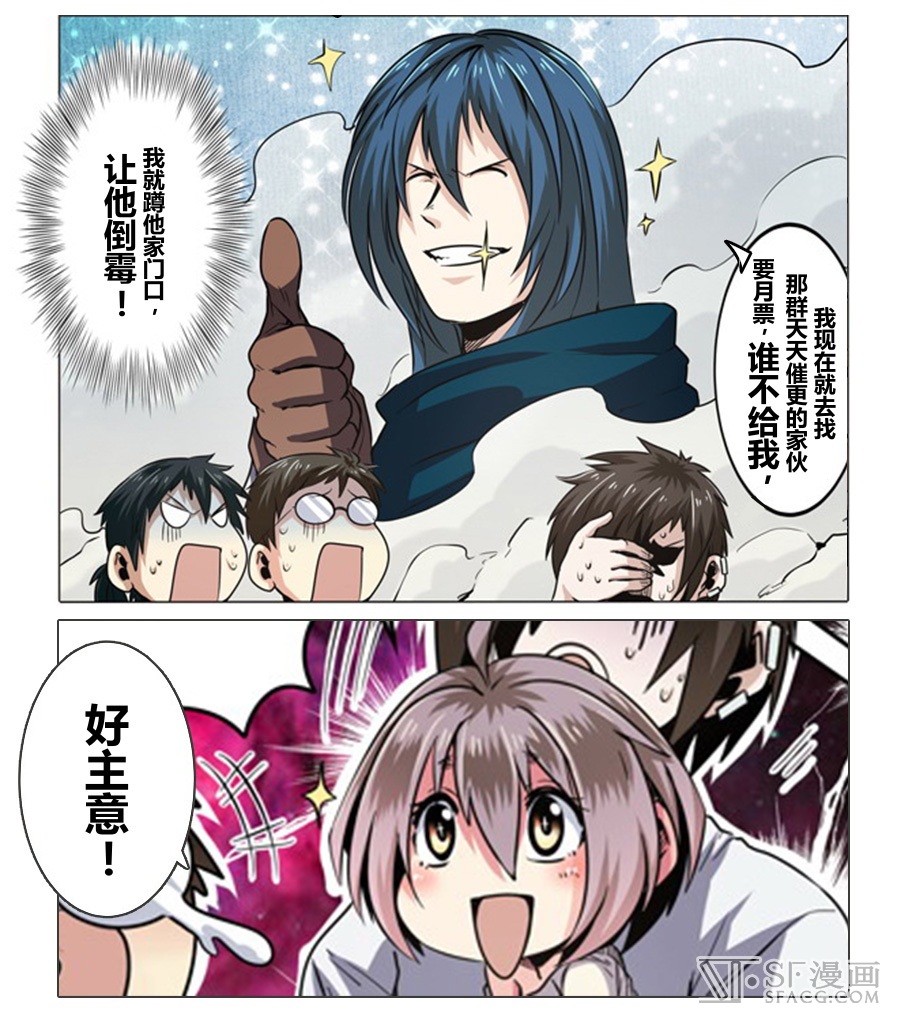 我现在就去找
那群天天催更的家伙
要月票，谁不给我，
我就蹲他家门口，
让他倒霉！
好主意！
SF漫画
SFACG.COM